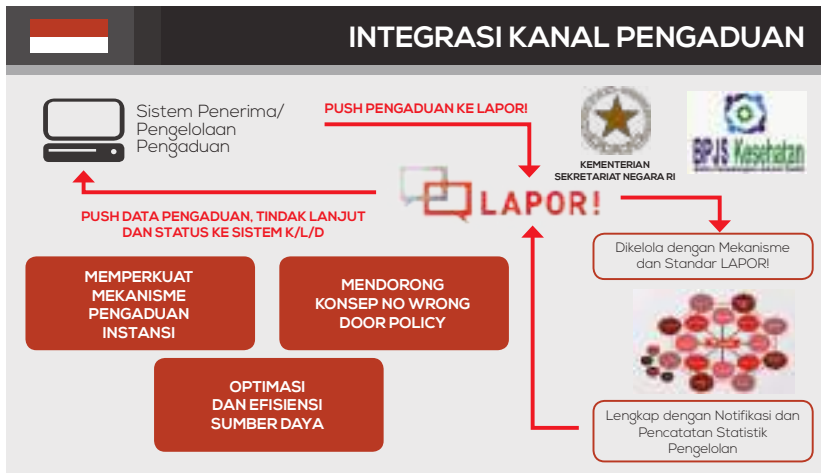 INTEGRASI KANAL PENGADUAN
Sistem Penerima/
Pengelolaan
Pengaduan
PUSH PENGADUAN KE LAPOR!
KEMENTERIAN
SEKRETARIAT NEGARA RI
BPJS Kesehatan
LAPOR!
PUSH DATA PENGADUAN, TINDAK LANJUT
DAN STATUS KE SISTEM K/L/D
Dikelola dengan Mekanisme
dan Standar LAPOR!
MEMPERKUAT
MEKANISME
PENGADUAN
INSTANSI
MENDORONG
KONSEP NO WRONG
DOOR POLICY
OPTIMASI
DAN EFISIENSI
SUMBER DAYA
Lengkap dengan Notifikasi dan
Pencatatan Statistik
Pengelolan